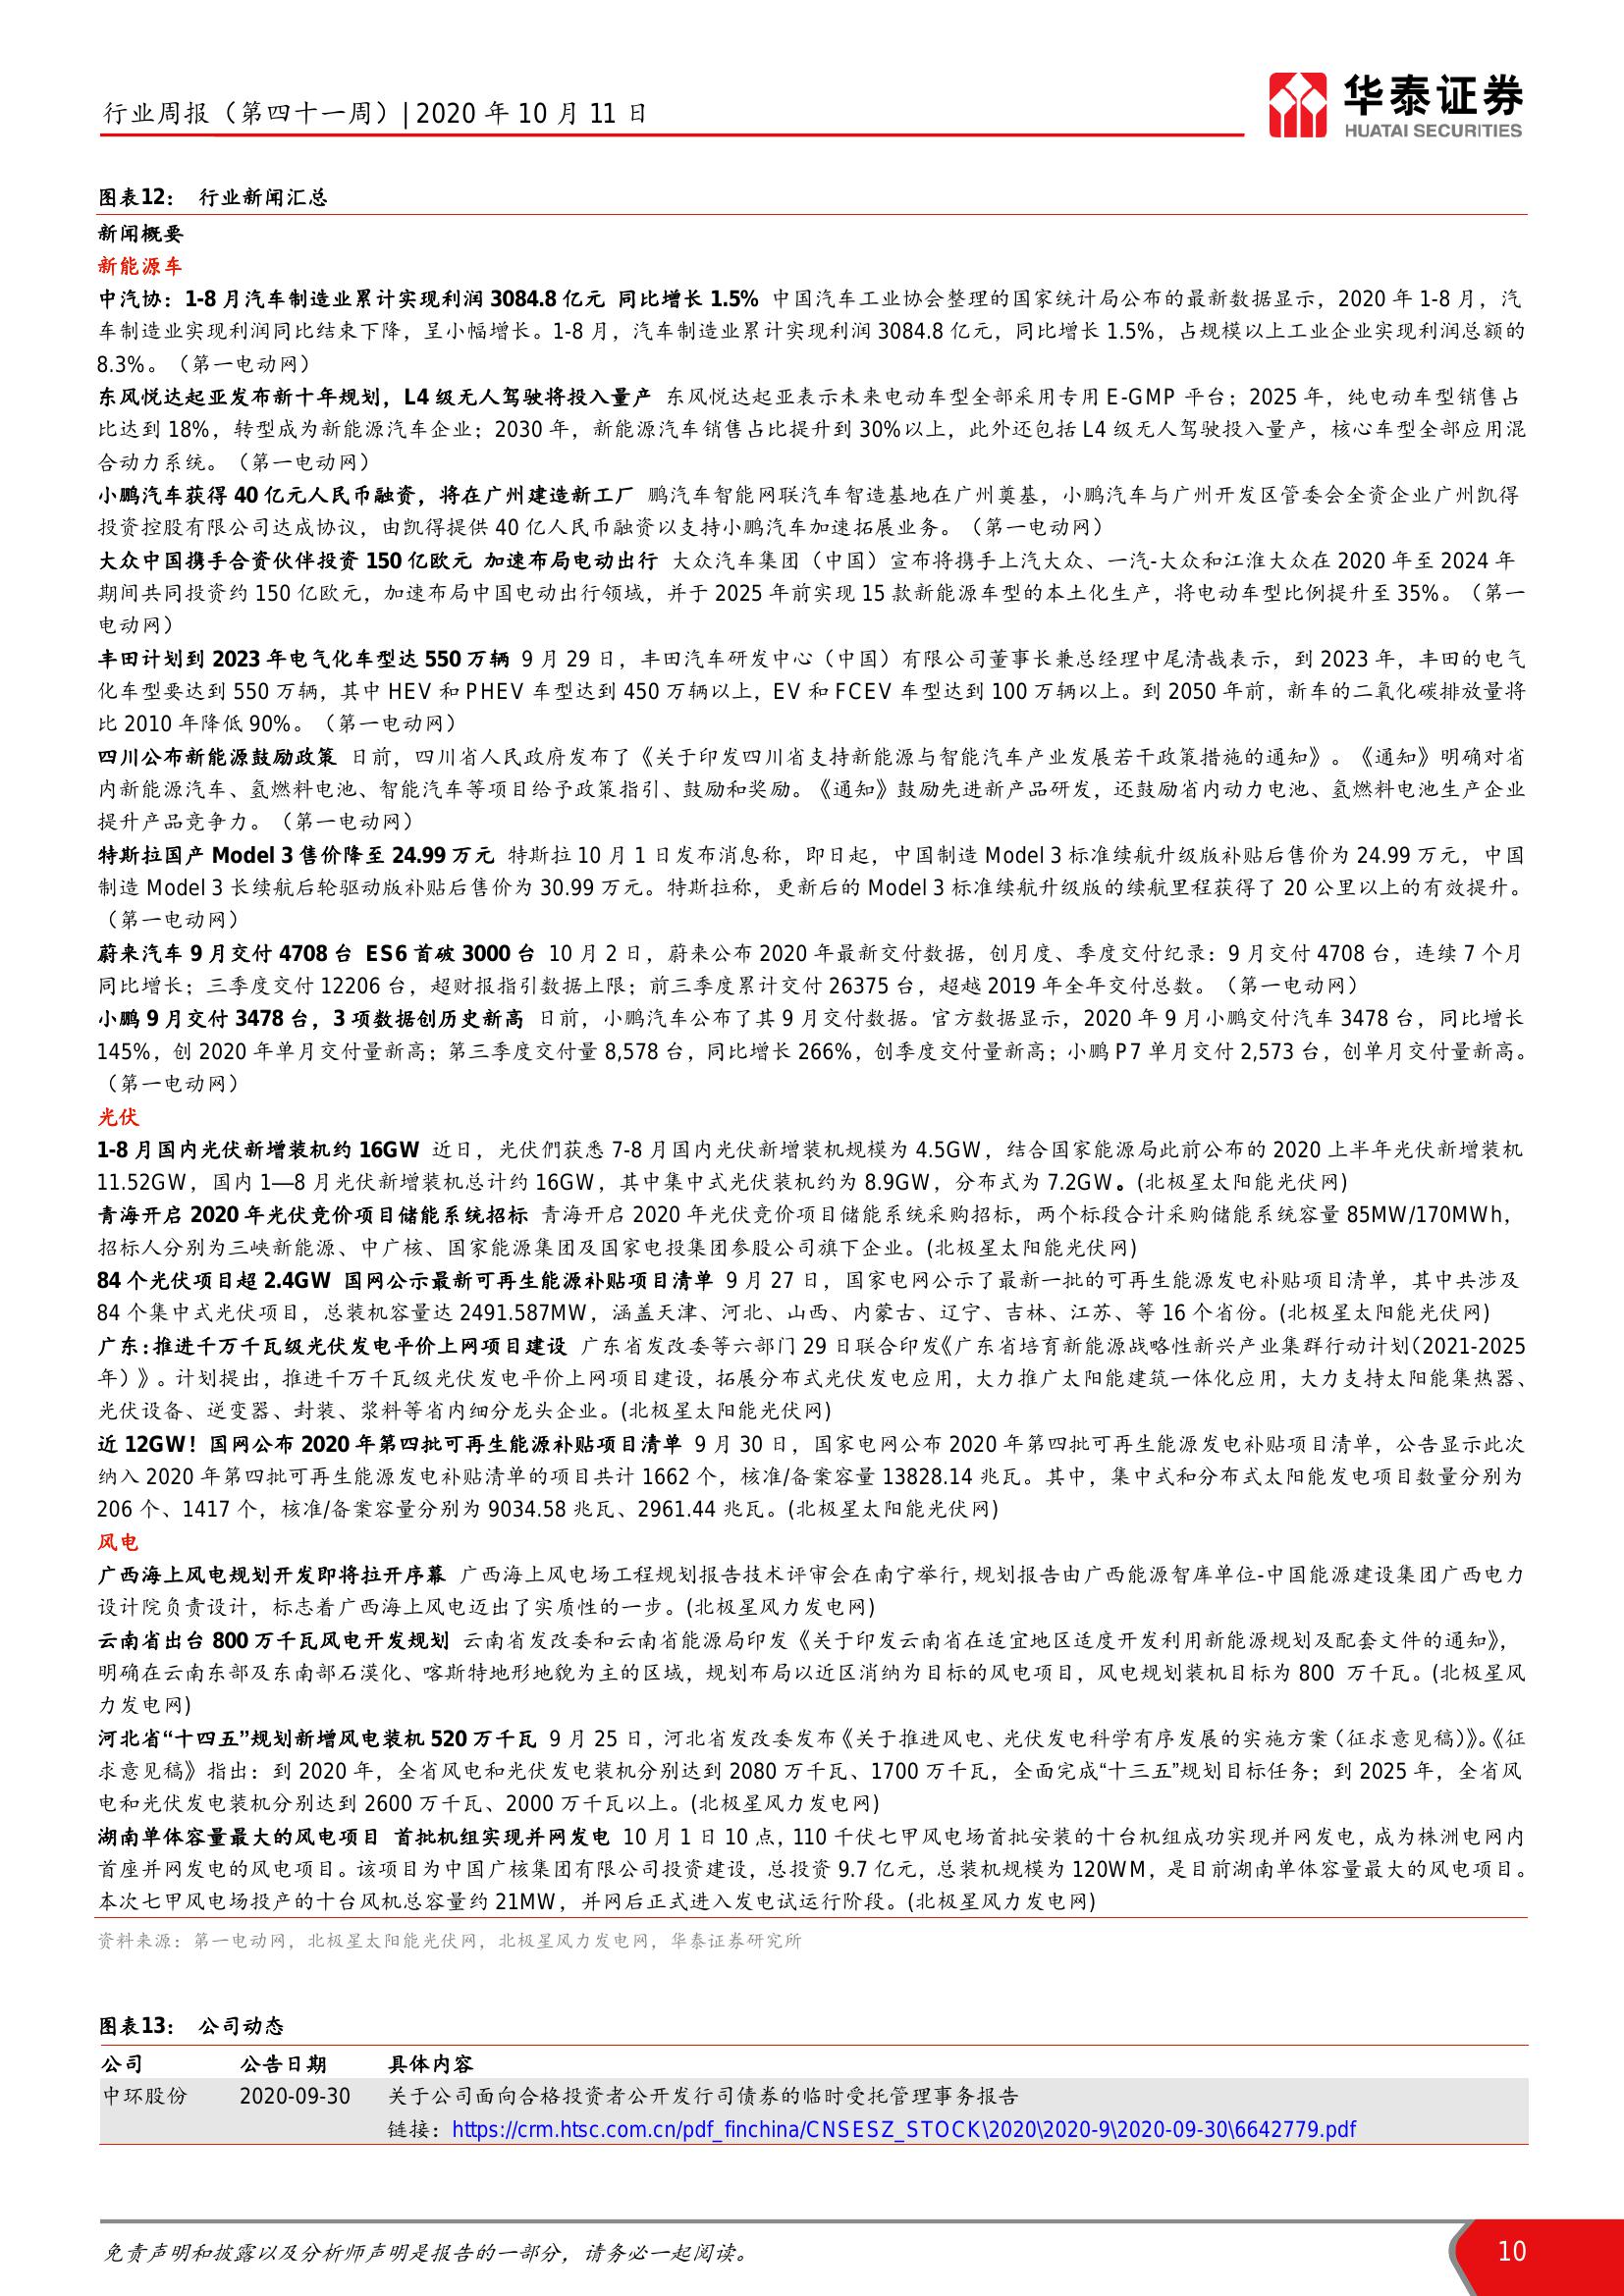 行业周报（第四十一周）| 2020 年 10 月 11 日
华泰证券
HUATAI SECURITIES
图表12： 行业新闻汇总
新闻概要
新能源车
中汽协：1-8 月汽车制造业累计实现利润 3084.8 亿元 同比增长 1.5% 中国汽车工业协会整理的国家统计局公布的最新数据显示，2020 年 1-8 月，汽
车制造业实现利润同比结束下降，呈小幅增长。1-8 月，汽车制造业累计实现利润 3084.8 亿元，同比增长 1.5%，占规模以上工业企业实现利润总额的
8.3%。（第一电动网）
东风悦达起亚发布新十年规划，L4 级无人驾驶将投入量产 东风悦达起亚表示未来电动车型全部采用专用 E-GMP 平台；2025 年，纯电动车型销售占
比达到 18%，转型成为新能源汽车企业；2030 年，新能源汽车销售占比提升到 30%以上，此外还包括 L4 级无人驾驶投入量产，核心车型全部应用混
合动力系统。（第一电动网）
小鹏汽车获得 40 亿元人民币融资，将在广州建造新工厂 鹏汽车智能网联汽车智造基地在广州奠基，小鹏汽车与广州开发区管委会全资企业广州凯得
投资控股有限公司达成协议，由凯得提供 40 亿人民币融资以支持小鹏汽车加速拓展业务。（第一电动网）
大众中国携手合资伙伴投资 150 亿欧元 加速布局电动出行 大众汽车集团（中国）宣布将携手上汽大众、一汽-大众和江淮大众在 2020 年至 2024 年
期间共同投资约 150 亿欧元，加速布局中国电动出行领域，并于 2025 年前实现 15 款新能源车型的本土化生产，将电动车型比例提升至 35%。（第一
电动网）
丰田计划到 2023 年电气化车型达 550 万辆 9 月 29 日，丰田汽车研发中心（中国）有限公司董事长兼总经理中尾清哉表示，到 2023 年，丰田的电气
化车型要达到 550 万辆，其中 HEV 和 PHEV 车型达到 450 万辆以上，EV 和 FCEV 车型达到 100 万辆以上。到 2050 年前，新车的二氧化碳排放量将
比 2010 年降低 90%。（第一电动网）
四川公布新能源鼓励政策 日前，四川省人民政府发布了《关于印发四川省支持新能源与智能汽车产业发展若干政策措施的通知》。《通知》明确对省
内新能源汽车、氢燃料电池、智能汽车等项目给予政策指引、鼓励和奖励。《通知》鼓励先进新产品研发，还鼓励省内动力电池、氢燃料电池生产企业
提升产品竞争力。（第一电动网）
特斯拉国产 Model 3 售价降至 24.99 万元 特斯拉 10 月 1 日发布消息称，即日起，中国制造 Model 3 标准续航升级版补贴后售价为 24.99 万元，中国
制造 Model 3 长续航后轮驱动版补贴后售价为 30.99 万元。特斯拉称，更新后的 Model 3 标准续航升级版的续航里程获得了 20 公里以上的有效提升。
（第一电动网）
蔚来汽车 9 月交付 4708 台 ES6 首破 3000 台 10 月 2 日，蔚来公布 2020 年最新交付数据，创月度、季度交付纪录：9 月交付 4708 台，连续 7 个月
同比增长；三季度交付 12206 台，超财报指引数据上限；前三季度累计交付 26375 台，超越 2019 年全年交付总数。（第一电动网）
小鹏 9 月交付 3478 台，3 项数据创历史新高 日前，小鹏汽车公布了其 9 月交付数据。官方数据显示，2020 年 9 月小鹏交付汽车 3478 台，同比增长
145%，创 2020 年单月交付量新高；第三季度交付量 8,578 台，同比增长 266%，创季度交付量新高；小鹏 P7 单月交付 2,573 台，创单月交付量新高。
（第一电动网）
光伏
1-8 月国内光伏新增装机约 16GW 近日，光伏們获悉 7-8 月国内光伏新增装机规模为 4.5GW，结合国家能源局此前公布的 2020 上半年光伏新增装机
11.52GW，国内 1—8 月光伏新增装机总计约 16GW，其中集中式光伏装机约为 8.9GW，分布式为 7.2GW。(北极星太阳能光伏网)
青海开启 2020 年光伏竞价项目储能系统招标 青海开启 2020 年光伏竞价项目储能系统采购招标，两个标段合计采购储能系统容量 85MW/170MWh，
招标人分别为三峡新能源、中广核、国家能源集团及国家电投集团参股公司旗下企业。(北极星太阳能光伏网)
84 个光伏项目超 2.4GW 国网公示最新可再生能源补贴项目清单 9 月 27 日，国家电网公示了最新一批的可再生能源发电补贴项目清单，其中共涉及
84 个集中式光伏项目，总装机容量达 2491.587MW，涵盖天津、河北、山西、内蒙古、辽宁、吉林、江苏、等 16 个省份。(北极星太阳能光伏网)
广东:推进千万千瓦级光伏发电平价上网项目建设 广东省发改委等六部门 29 日联合印发《广东省培育新能源战略性新兴产业集群行动计划（2021-2025
年）》。计划提出，推进千万千瓦级光伏发电平价上网项目建设，拓展分布式光伏发电应用，大力推广太阳能建筑一体化应用，大力支持太阳能集热器、
光伏设备、逆变器、封装、浆料等省内细分龙头企业。(北极星太阳能光伏网)
近 12GW！国网公布 2020 年第四批可再生能源补贴项目清单 9 月 30 日，国家电网公布 2020 年第四批可再生能源发电补贴项目清单，公告显示此次
纳入 2020 年第四批可再生能源发电补贴清单的项目共计 1662 个，核准/备案容量 13828.14 兆瓦。其中，集中式和分布式太阳能发电项目数量分别为
206 个、1417 个，核准/备案容量分别为 9034.58 兆瓦、2961.44 兆瓦。(北极星太阳能光伏网)
风电
广西海上风电规划开发即将拉开序幕 广西海上风电场工程规划报告技术评审会在南宁举行，规划报告由广西能源智库单位-中国能源建设集团广西电力
设计院负责设计，标志着广西海上风电迈出了实质性的一步。(北极星风力发电网)
云南省出台 800 万千瓦风电开发规划 云南省发改委和云南省能源局印发《关于印发云南省在适宜地区适度开发利用新能源规划及配套文件的通知》，
明确在云南东部及东南部石漠化、喀斯特地形地貌为主的区域，规划布局以近区消纳为目标的风电项目，风电规划装机目标为 800 万千瓦。(北极星风
力发电网)
河北省“十四五”规划新增风电装机 520 万千瓦 9 月 25 日，河北省发改委发布《关于推进风电、光伏发电科学有序发展的实施方案（征求意见稿）》。《征
求意见稿》指出：到 2020 年，全省风电和光伏发电装机分别达到 2080 万千瓦、1700 万千瓦，全面完成“十三五”规划目标任务；到 2025 年，全省风
电和光伏发电装机分别达到 2600 万千瓦、2000 万千瓦以上。(北极星风力发电网)
湖南单体容量最大的风电项目 首批机组实现并网发电 10 月 1 日 10 点，110 千伏七甲风电场首批安装的十台机组成功实现并网发电，成为株洲电网内
首座并网发电的风电项目。该项目为中国广核集团有限公司投资建设，总投资 9.7 亿元，总装机规模为 120WM，是目前湖南单体容量最大的风电项目。
本次七甲风电场投产的十台风机总容量约 21MW，并网后正式进入发电试运行阶段。(北极星风力发电网)
资料来源：第一电动网，北极星太阳能光伏网，北极星风力发电网，华泰证券研究所
图表13： 公司动态
公司 公告日期 具体内容
中环股份 2020-09-30 关于公司面向合格投资者公开发行司债券的临时受托管理事务报告
链接：https://crm.htsc.com.cn/pdf_finchina/CNSESZ_STOCK\2020\2020-9\2020-09-30\6642779.pdf
免责声明和披露以及分析师声明是报告的一部分，请务必一起阅读。
10